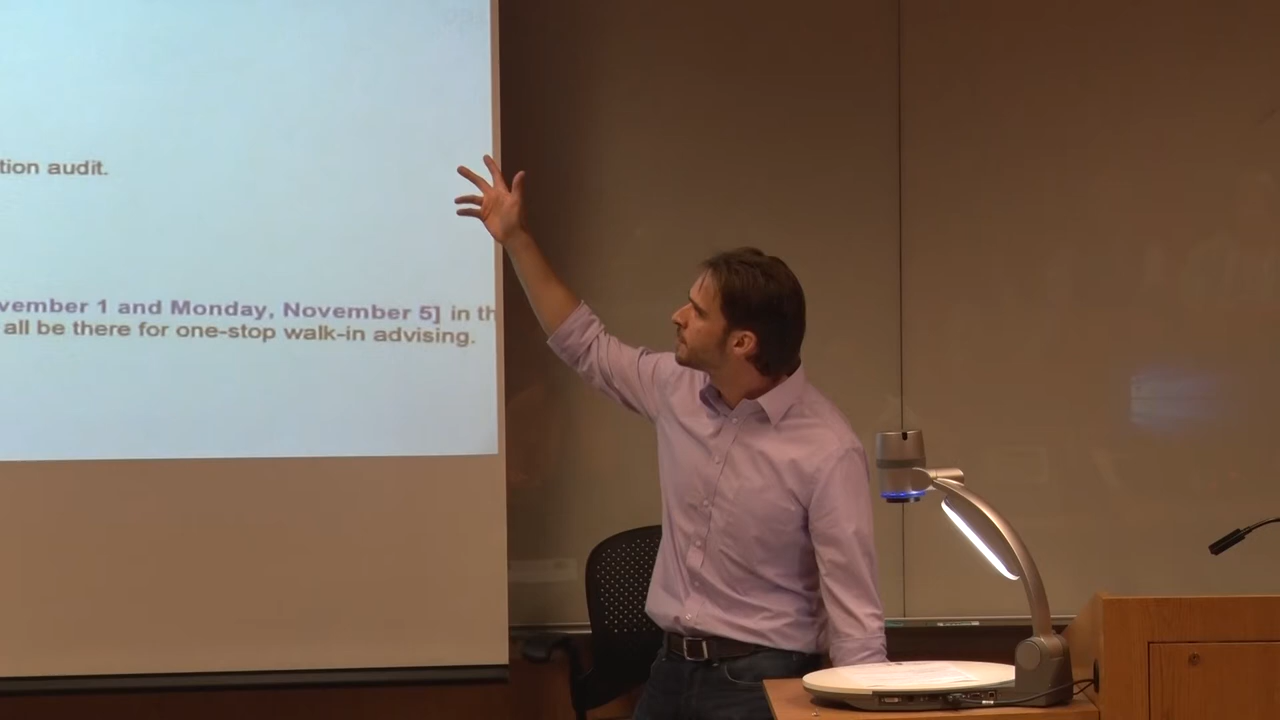 tion audit.
vember 1 and Monday, November 5] in th
all be there for one-stop walk-in advising.